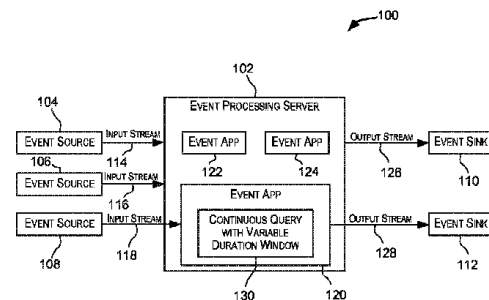 100
102
EVENT PROCESSING SERVER
104
EVENT SOURCE
INPUT STREAM
114
106
EVENT SOURCE
INPUT STREAM
116
EVENT SOURCE
INPUT STREAM
108
118
EVENT APP
122
EVENT APP
124
EVENT APP
CONTINUOUS QUERY
WITH VARIABLE
DURATION WINDOW
130
120
OUTPUT STREAM
126
EVENT SINK
110
OUTPUT STREAM
128
EVENT SINK
112